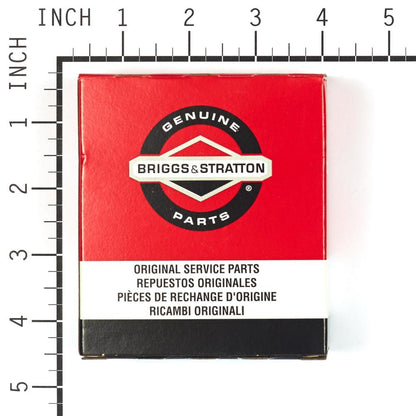 INCH 1 2 3 4 5
INCH
1
2
3
4
5
GENUINE
BRIGGS&STRATTON
®
PARTS
ORIGINAL SERVICE PARTS
REPUESTOS ORIGINALES
PIÈCES DE RECHANGE D'ORIGINE
RICAMBI ORIGINALI